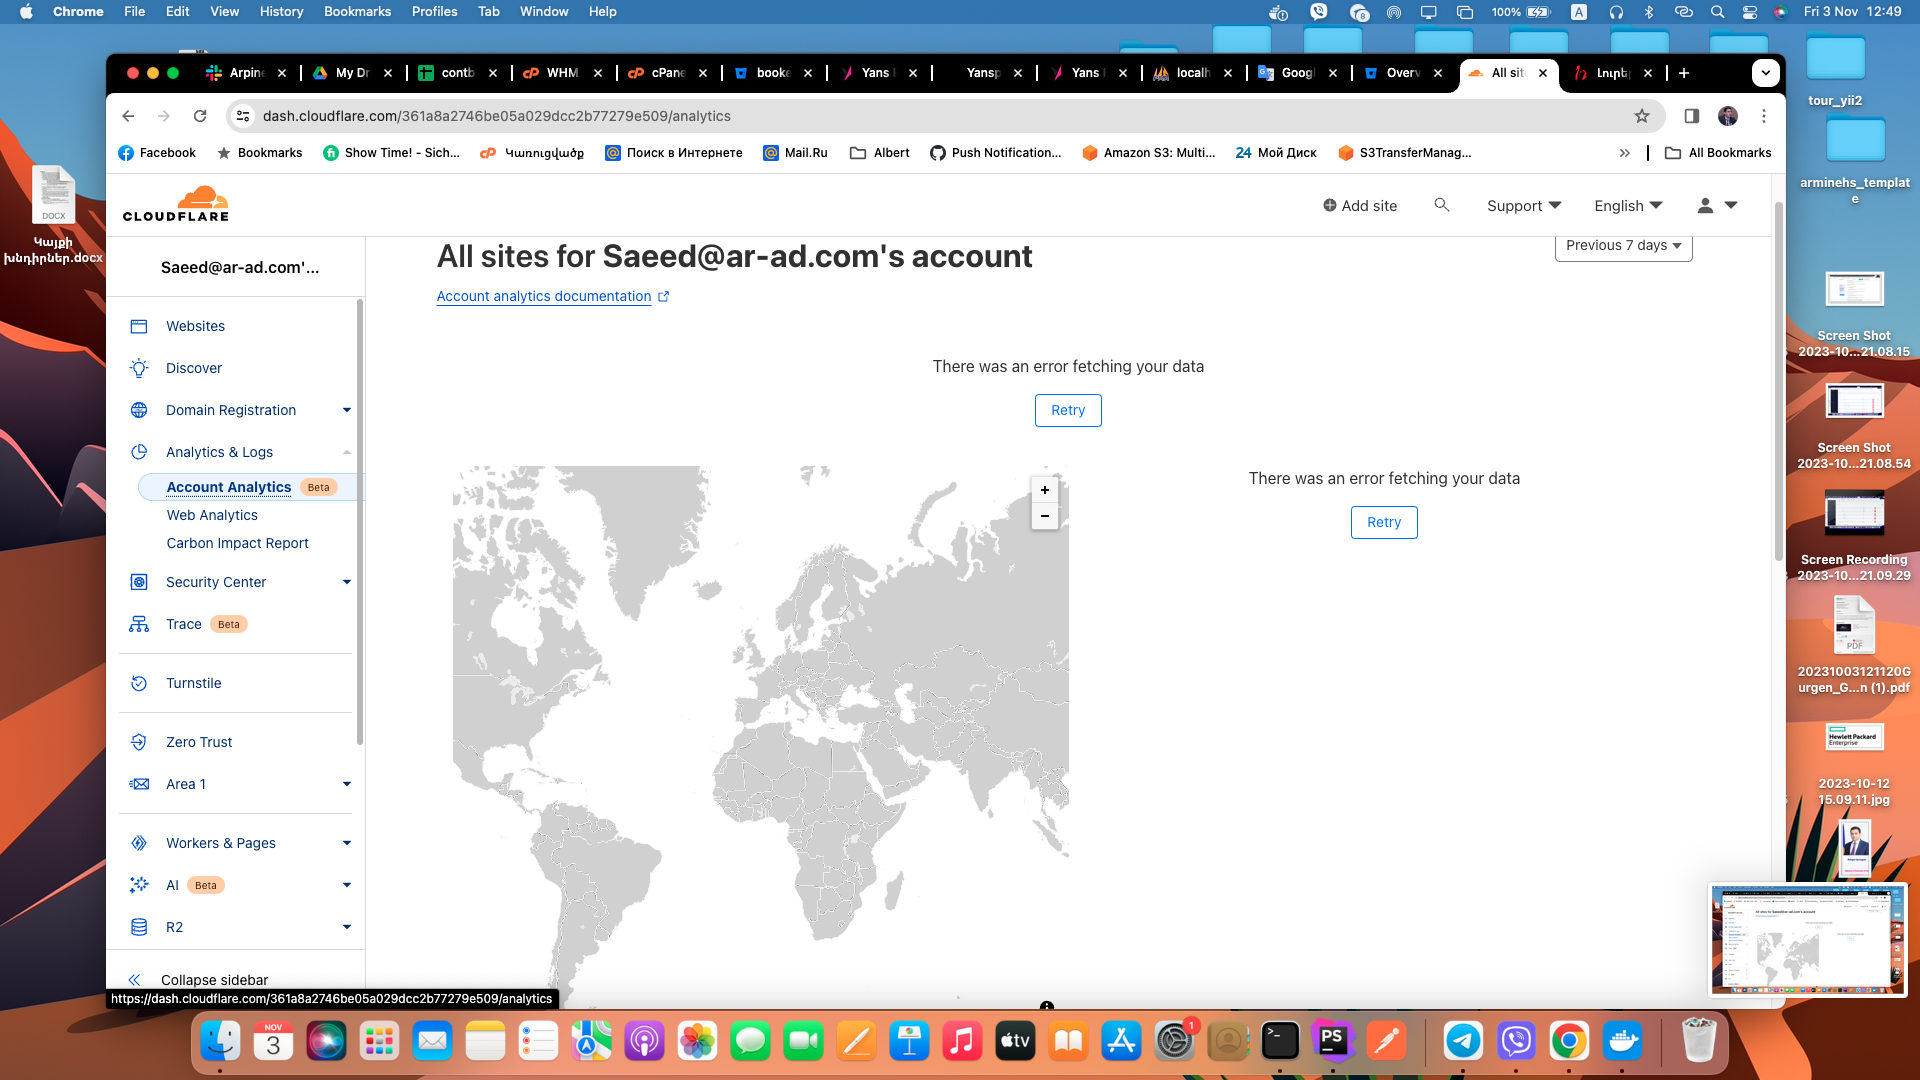 Chrome File Edit View History Bookmarks Profiles Tab Window Help 8 100% A Fri 3 Nov 12:49
Arpin My Dr contb WHM cPane booke Yans Yansp Yans localh Googl Overv All sit Լուրեր
dash.cloudflare.com/361a8a2746be05a029dcc2b77279e509/analytics
Facebook Bookmarks Show Time! - Sich... Կառուցվածք Поиск в Интернете Mail.Ru Albert Push Notification... Amazon S3: Multi... 24 Мой Диск S3TransferManag... » All Bookmarks
CLOUDFLARE
Add site Support English
Saeed@ar-ad.com'...
Websites
Discover
Domain Registration
Analytics & Logs
Account Analytics Beta
Web Analytics
Carbon Impact Report
Security Center
Trace Beta
Turnstile
Zero Trust
Area 1
Workers & Pages
AI Beta
R2
Collapse sidebar
https://dash.cloudflare.com/361a8a2746be05a029dcc2b77279e509/analytics
All sites for Saeed@ar-ad.com's account
Previous 7 days
Account analytics documentation
There was an error fetching your data
Retry
+
−
There was an error fetching your data
Retry
DOCX
Կայքի
խնդիրներ.docx
tour_yii2
arminehs_templat
e
Screen Shot
2023-10...21.08.15
Screen Shot
2023-10...21.08.54
Screen Recording
2023-10...21.09.29
PDF
20231003121120G
urgen_G...n (1).pdf
Hewlett Packard
Enterprise
2023-10-12
15.09.11.jpg
NOV
3
tv
1
PS